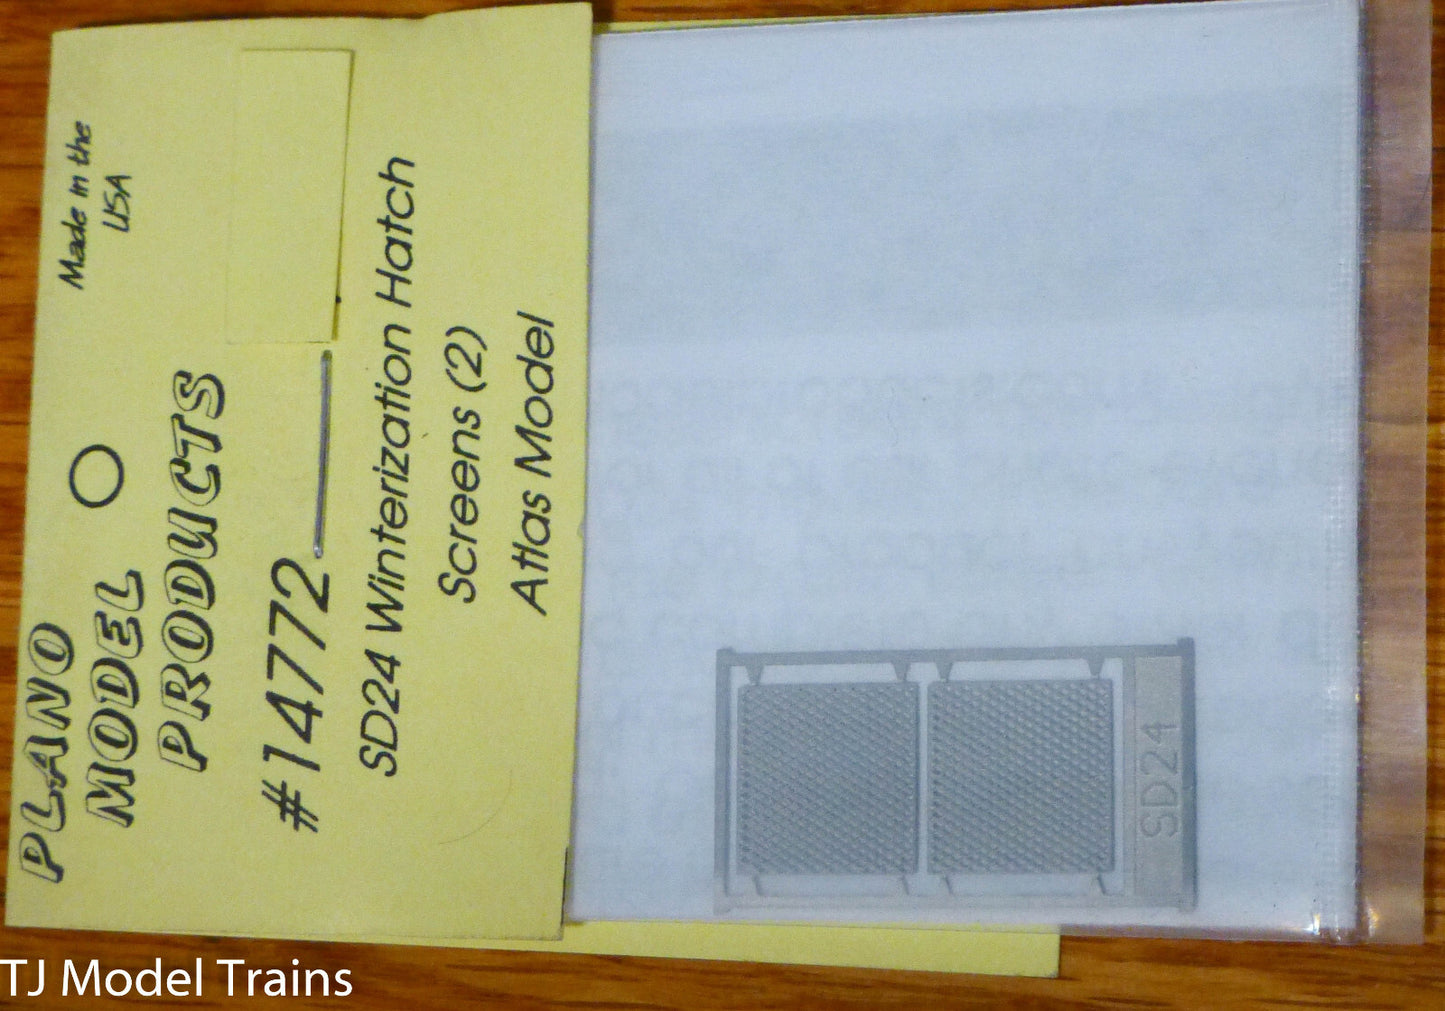 PLANO
MODEL
PRODUCTS
Made in the
USA
#14772
SD24 Winterization Hatch
Screens (2)
Atlas Model
SD24
TJ Model Trains